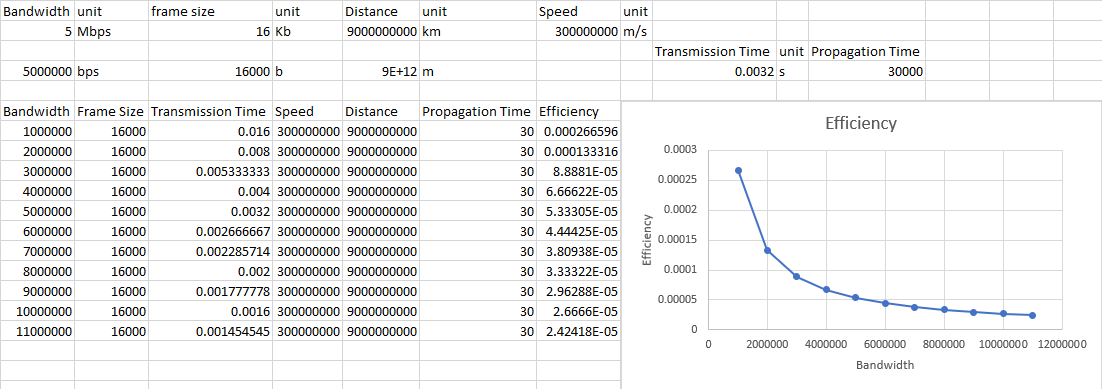 Bandwidth unit frame size unit Distance unit Speed unit
5 Mbps 16 Kb 9000000000 km 300000000 m/s
Transmission Time unit Propagation Time
5000000 bps 16000 b 9E+12 m 0.0032 s 30000
Bandwidth Frame Size Transmission Time Speed Distance Propagation Time Efficiency
1000000 16000 0.016 300000000 9000000000 30 0.000266596
2000000 16000 0.008 300000000 9000000000 30 0.000133316
3000000 16000 0.005333333 300000000 9000000000 30 8.8881E-05
4000000 16000 0.004 300000000 9000000000 30 6.66622E-05
5000000 16000 0.0032 300000000 9000000000 30 5.33305E-05
6000000 16000 0.002666667 300000000 9000000000 30 4.44425E-05
7000000 16000 0.002285714 300000000 9000000000 30 3.80938E-05
8000000 16000 0.002 300000000 9000000000 30 3.33322E-05
9000000 16000 0.001777778 300000000 9000000000 30 2.96288E-05
10000000 16000 0.0016 300000000 9000000000 30 2.6666E-05
11000000 16000 0.001454545 300000000 9000000000 30 2.42418E-05
Efficiency
0.0003
0.00025
0.0002
0.00015
0.0001
0.00005
0
Efficiency
0 2000000 4000000 6000000 8000000 10000000 12000000
Bandwidth